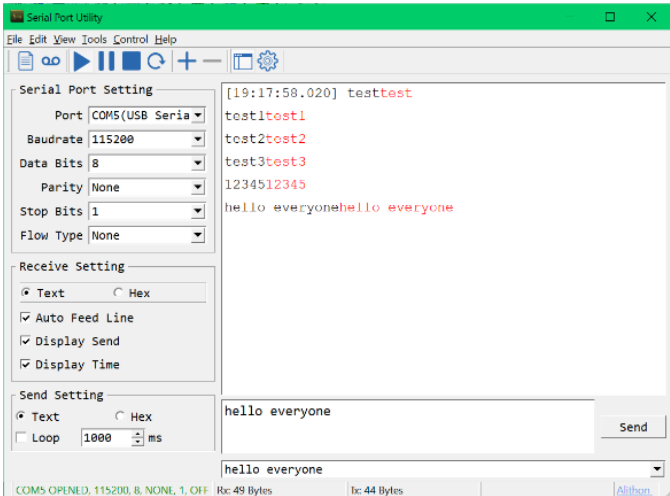 Serial Port Utility
File Edit View Tools Control Help
Serial Port Setting
Port COM5(USB Seria
Baudrate 115200
Data Bits 8
Parity None
Stop Bits 1
Flow Type None
Receive Setting
Text Hex
Auto Feed Line
Display Send
Display Time
Send Setting
Text Hex
Loop 1000 ms
[19:17:58.020] testtest
test1test1
test2test2
test3test3
1234512345
hello everyonehello everyone
hello everyone
Send
hello everyone
COM5 OPENED, 115200, 8, NONE, 1, OFF Rx: 49 Bytes Tx: 44 Bytes Alithon